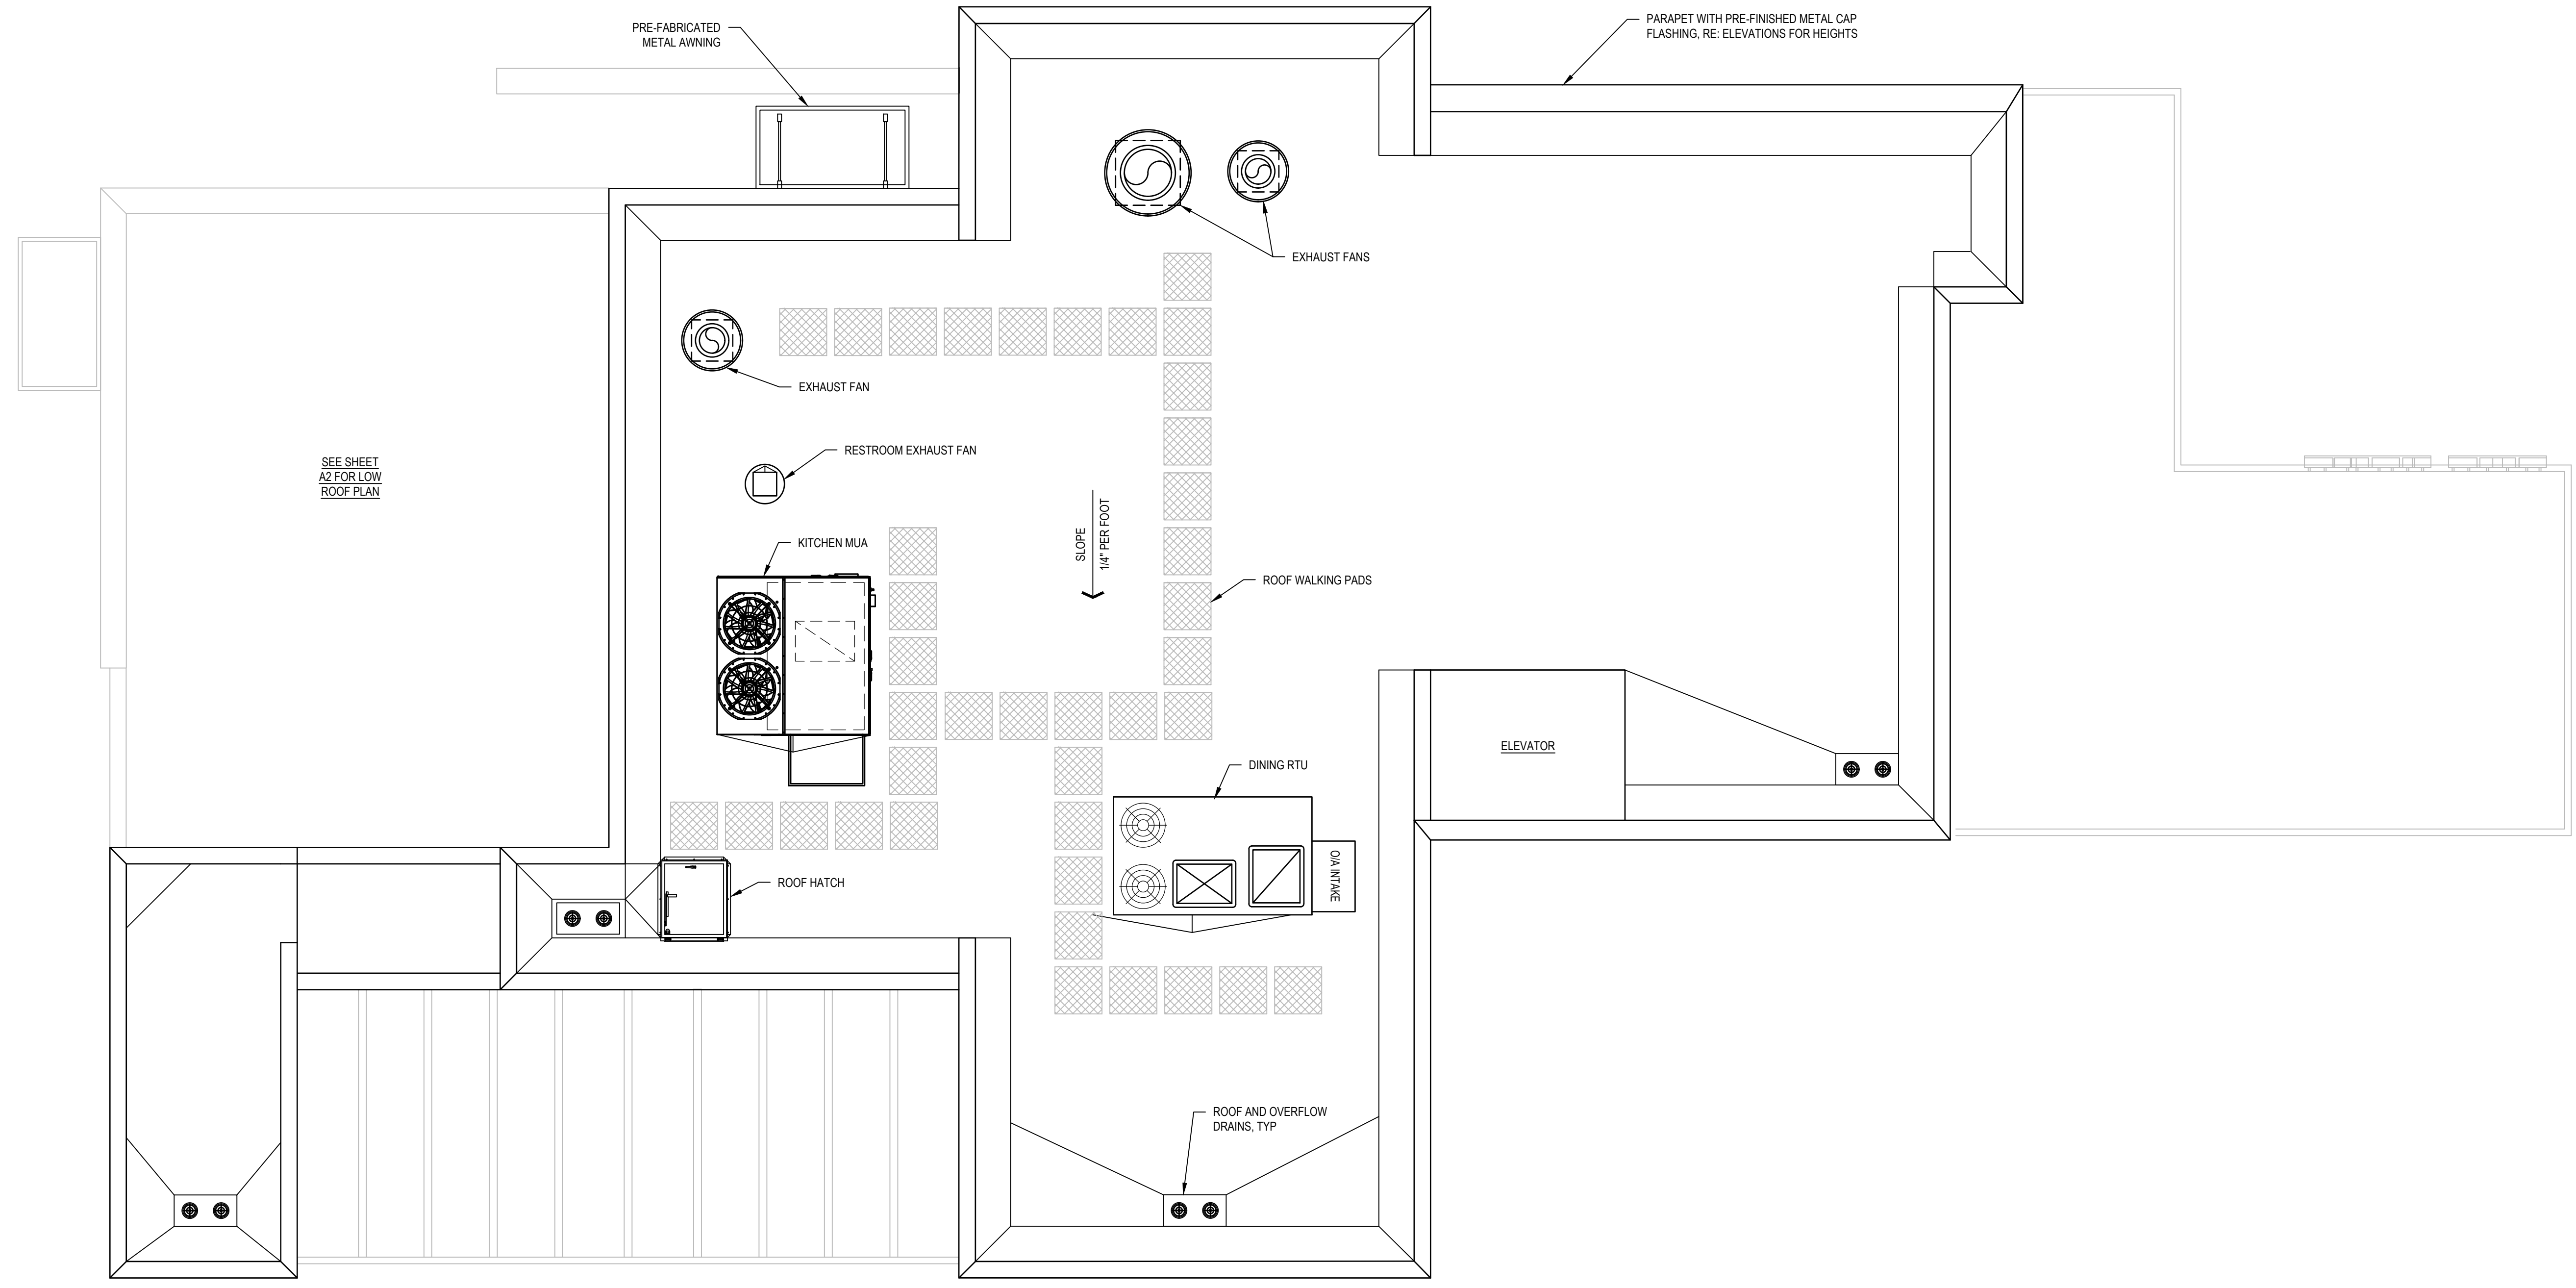 PRE-FABRICATED
METAL AWNING
PARAPET WITH PRE-FINISHED METAL CAP
FLASHING, RE: ELEVATIONS FOR HEIGHTS
EXHAUST FANS
EXHAUST FAN
RESTROOM EXHAUST FAN
SEE SHEET
A2 FOR LOW
ROOF PLAN
KITCHEN MUA
SLOPE
1/4" PER FOOT
ROOF WALKING PADS
ELEVATOR
DINING RTU
O/A INTAKE
ROOF HATCH
ROOF AND OVERFLOW
DRAINS, TYP